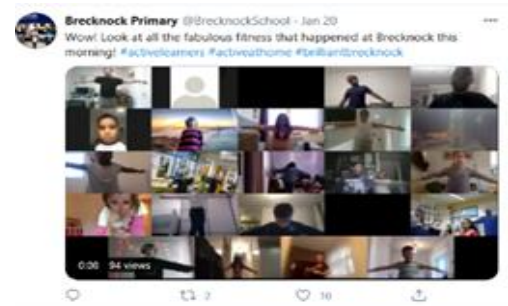 Brecknock Primary @BrecknockSchool · Jan 20
Wow! Look at all the fabulous fitness that happened at Brecknock this
morning! #activelearners #activeathome #brilliantbrecknock
0:36 94 views
2 10